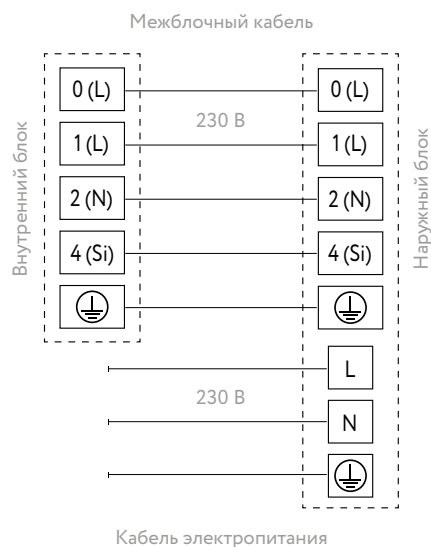 Межблочный кабель
Внутренний блок
Наружный блок
0 (L)
0 (L)
230 В
1 (L)
1 (L)
2 (N)
2 (N)
4 (Si)
4 (Si)
L
230 В
N
Кабель электропитания